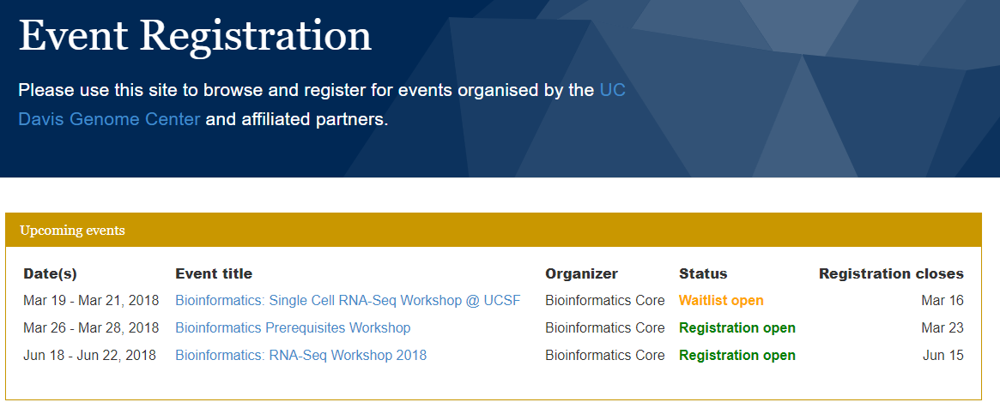 Event Registration
Please use this site to browse and register for events organised by the UC
Davis Genome Center and affiliated partners.
Upcoming events
Date(s) Event title Organizer Status Registration closes
Mar 19 - Mar 21, 2018 Bioinformatics: Single Cell RNA-Seq Workshop @ UCSF Bioinformatics Core Waitlist open Mar 16
Mar 26 - Mar 28, 2018 Bioinformatics Prerequisites Workshop Bioinformatics Core Registration open Mar 23
Jun 18 - Jun 22, 2018 Bioinformatics: RNA-Seq Workshop 2018 Bioinformatics Core Registration open Jun 15